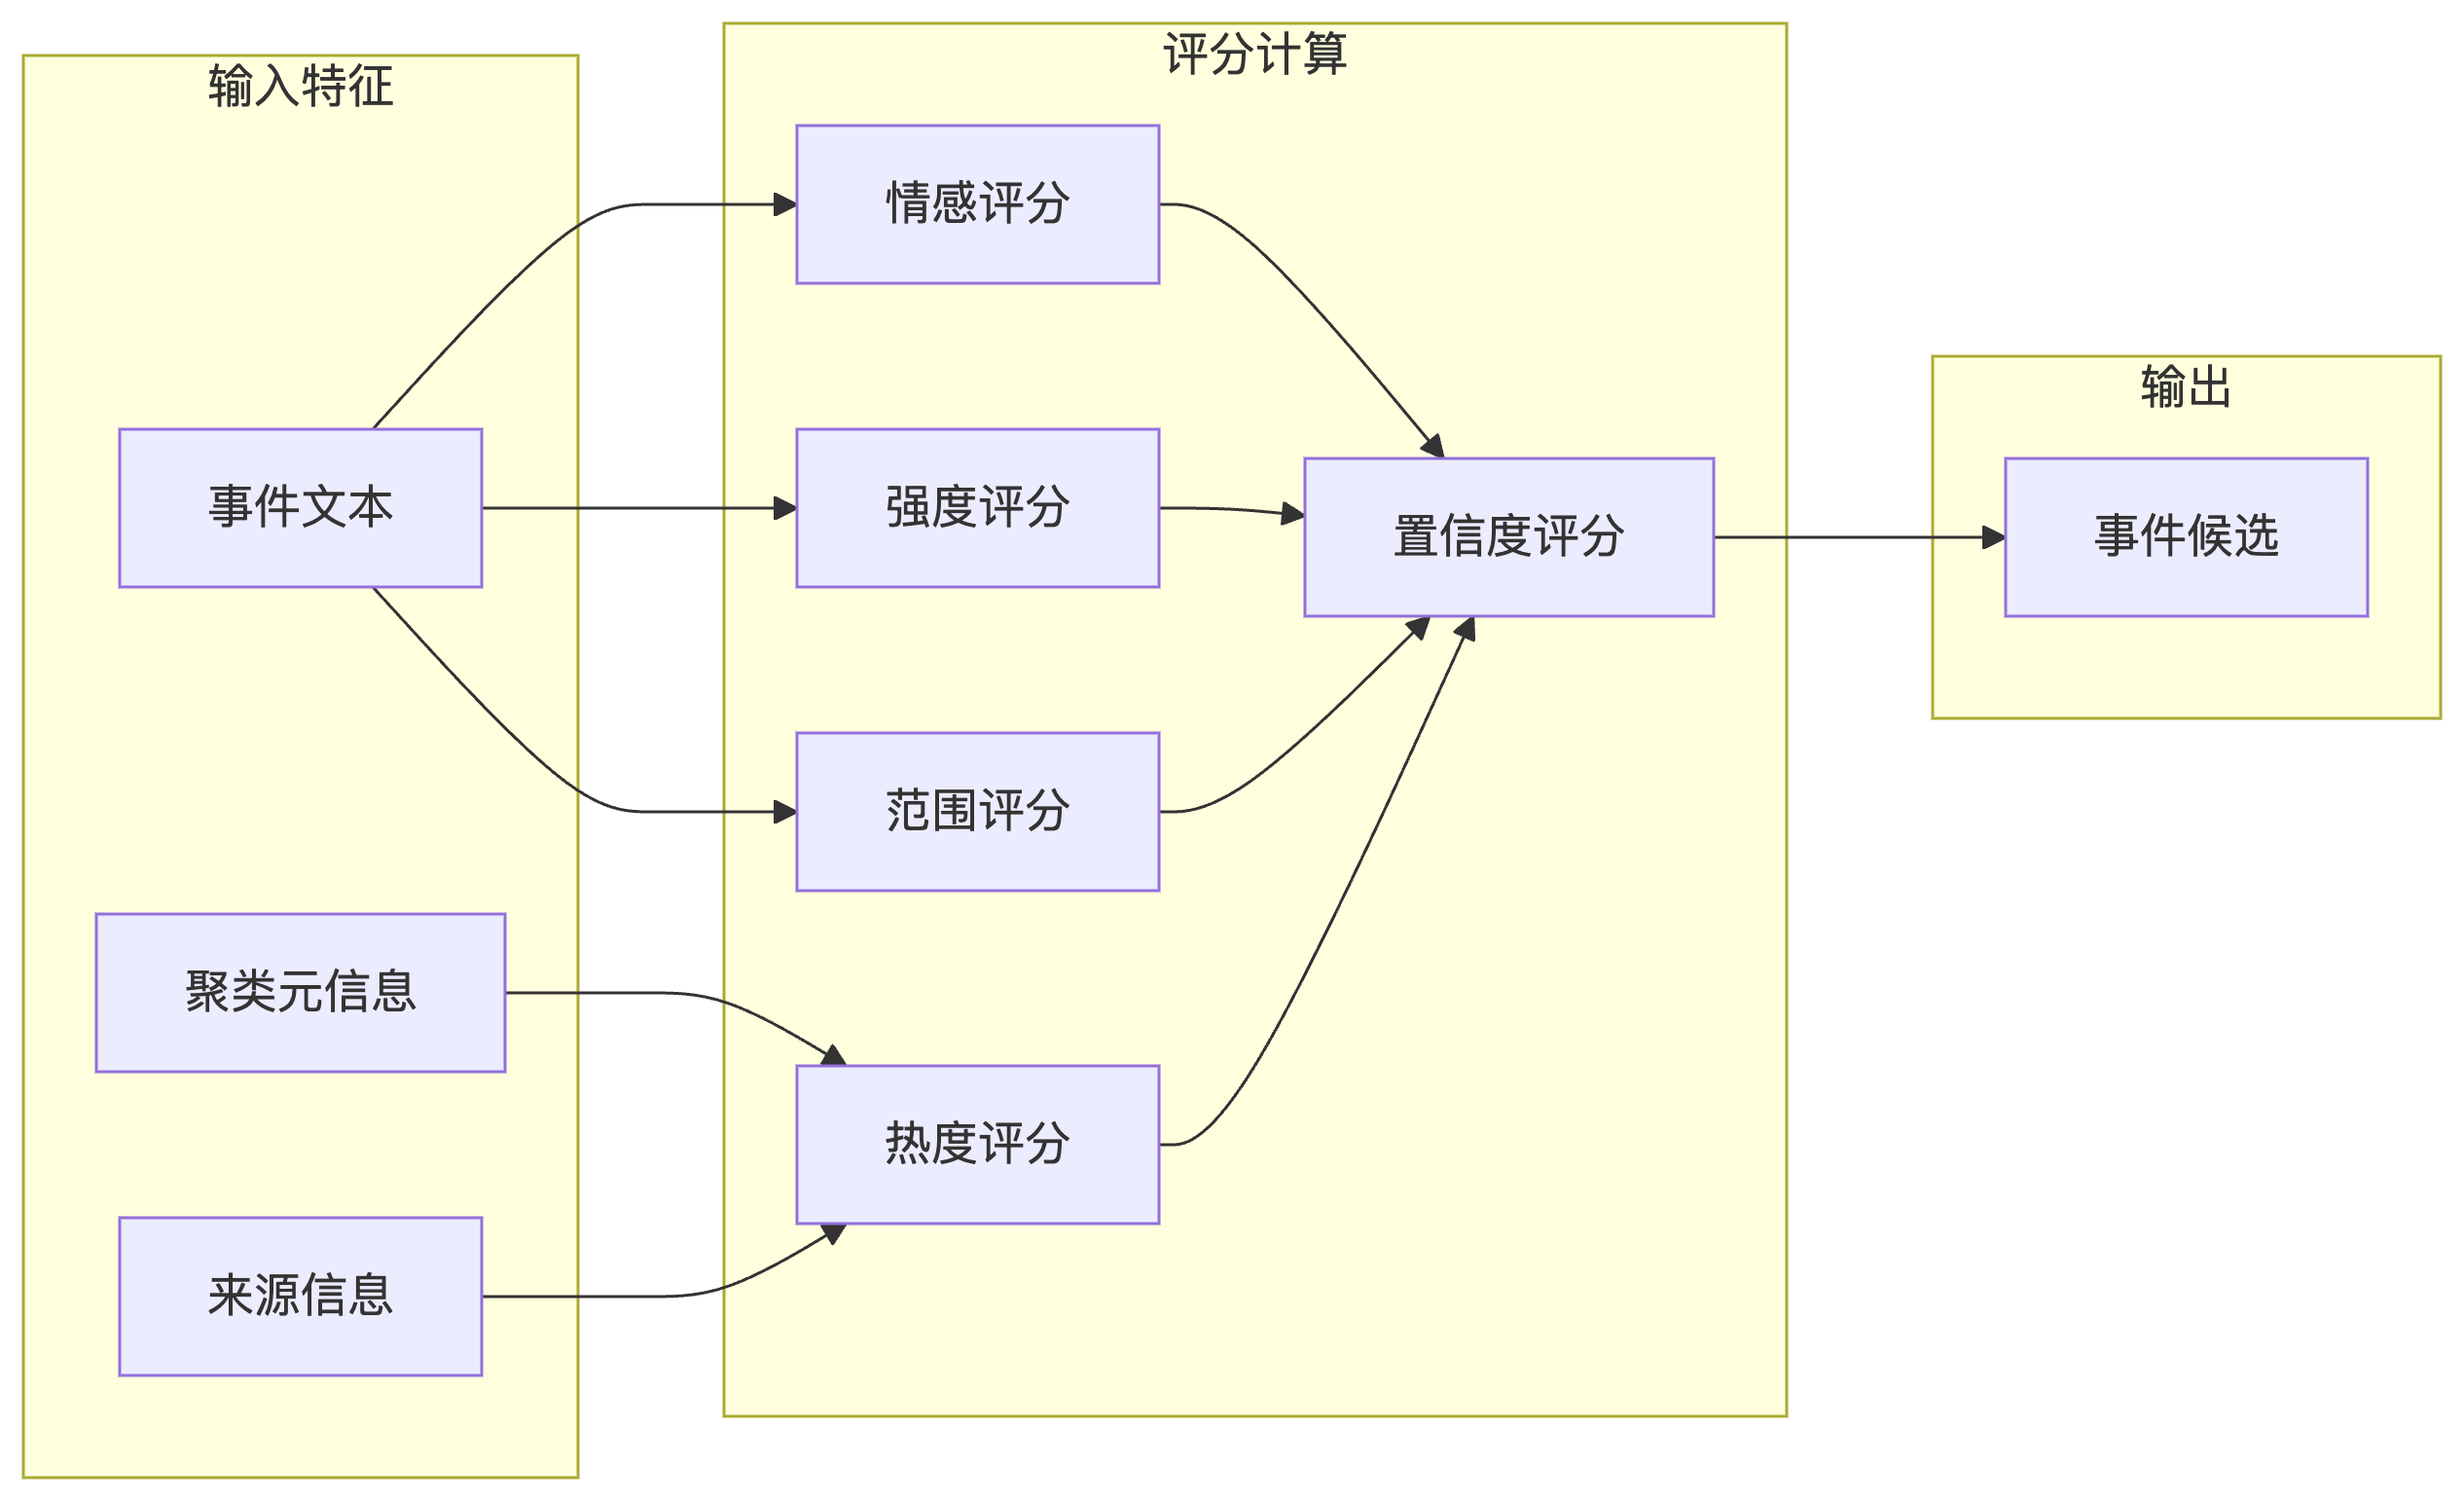 输入特征
事件文本
聚类元信息
来源信息
评分计算
情感评分
强度评分
范围评分
热度评分
置信度评分
输出
事件候选